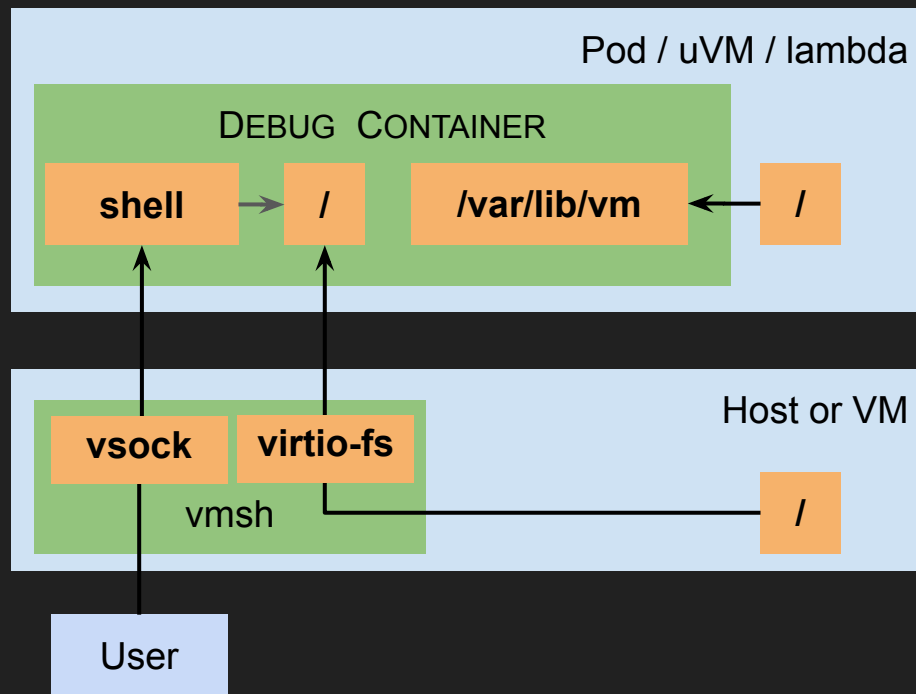 Pod / uVM / lambda
DEBUG CONTAINER
shell
/
/var/lib/vm
/
Host or VM
vsock
virtio-fs
vmsh
/
User